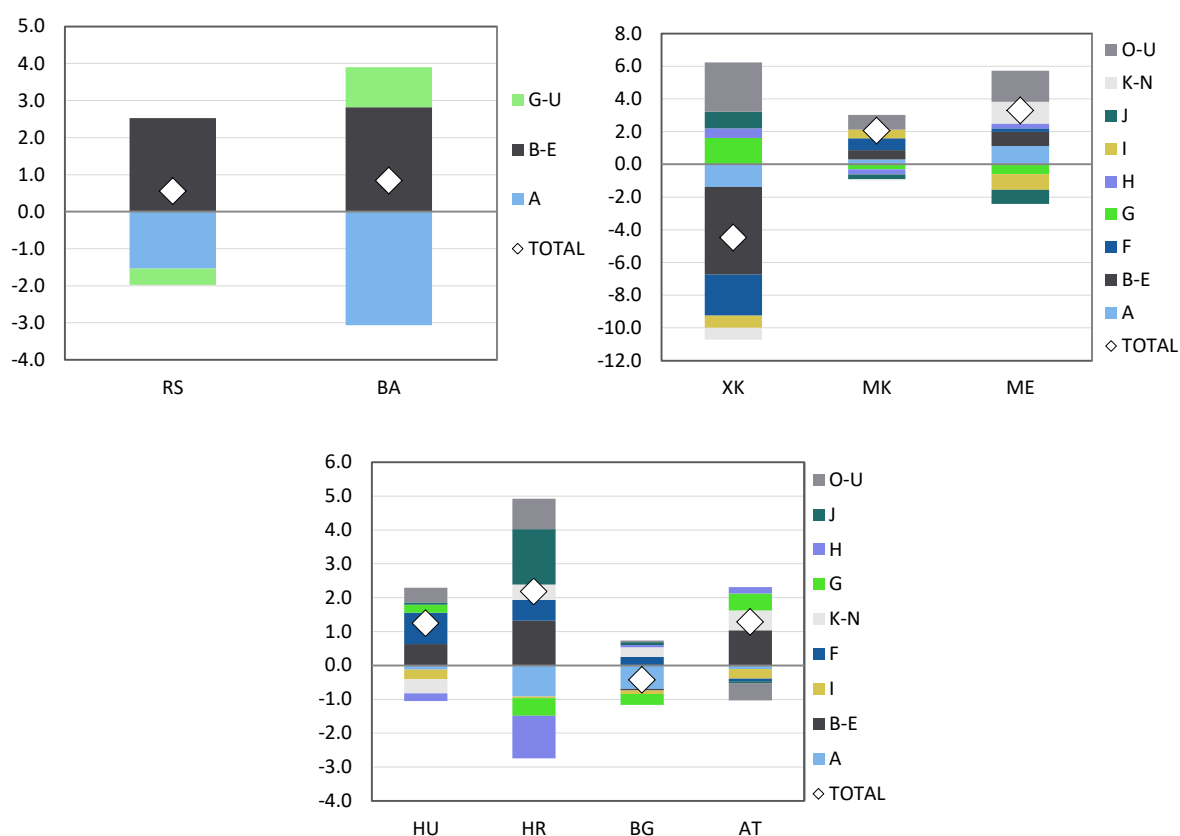 5.0
4.0
3.0
2.0
1.0
0.0
-1.0
-2.0
-3.0
-4.0
RS BA
G-U
B-E
A
TOTAL
8.0
6.0
4.0
2.0
0.0
-2.0
-4.0
-6.0
-8.0
-10.0
-12.0
XK MK ME
O-U
K-N
J
I
H
G
F
B-E
A
TOTAL
6.0
5.0
4.0
3.0
2.0
1.0
0.0
-1.0
-2.0
-3.0
-4.0
HU HR BG AT
O-U
J
H
G
K-N
F
I
B-E
A
TOTAL